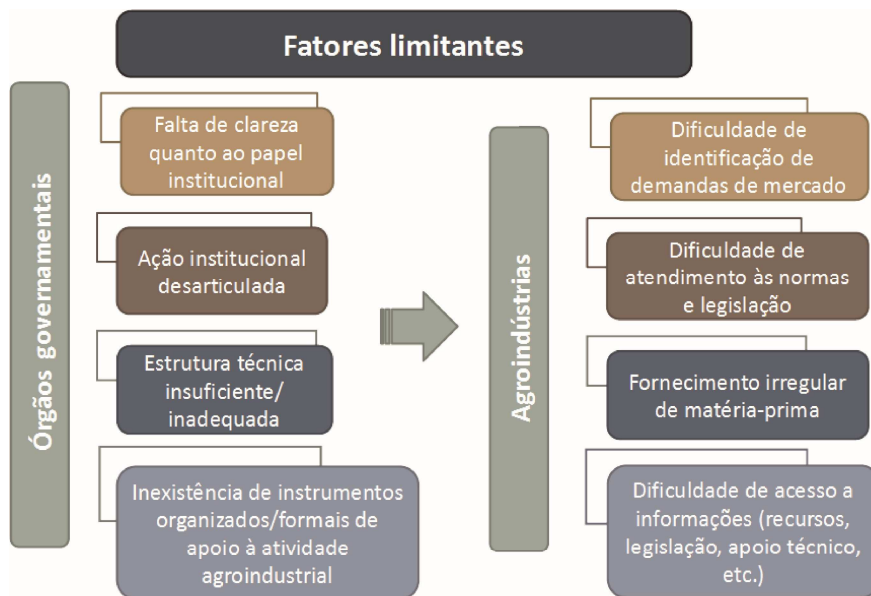 Fatores limitantes
Órgãos governamentais
Falta de clareza
quanto ao papel
institucional
Ação institucional
desarticulada
Estrutura técnica
insuficiente/
inadequada
Inexistência de instrumentos
organizados/formais de
apoio à atividade
agroindustrial
Agroindústrias
Dificuldade de
identificação de
demandas de mercado
Dificuldade de
atendimento às normas
e legislação
Fornecimento irregular
de matéria-prima
Dificuldade de acesso a
informações (recursos,
legislação, apoio técnico,
etc.)